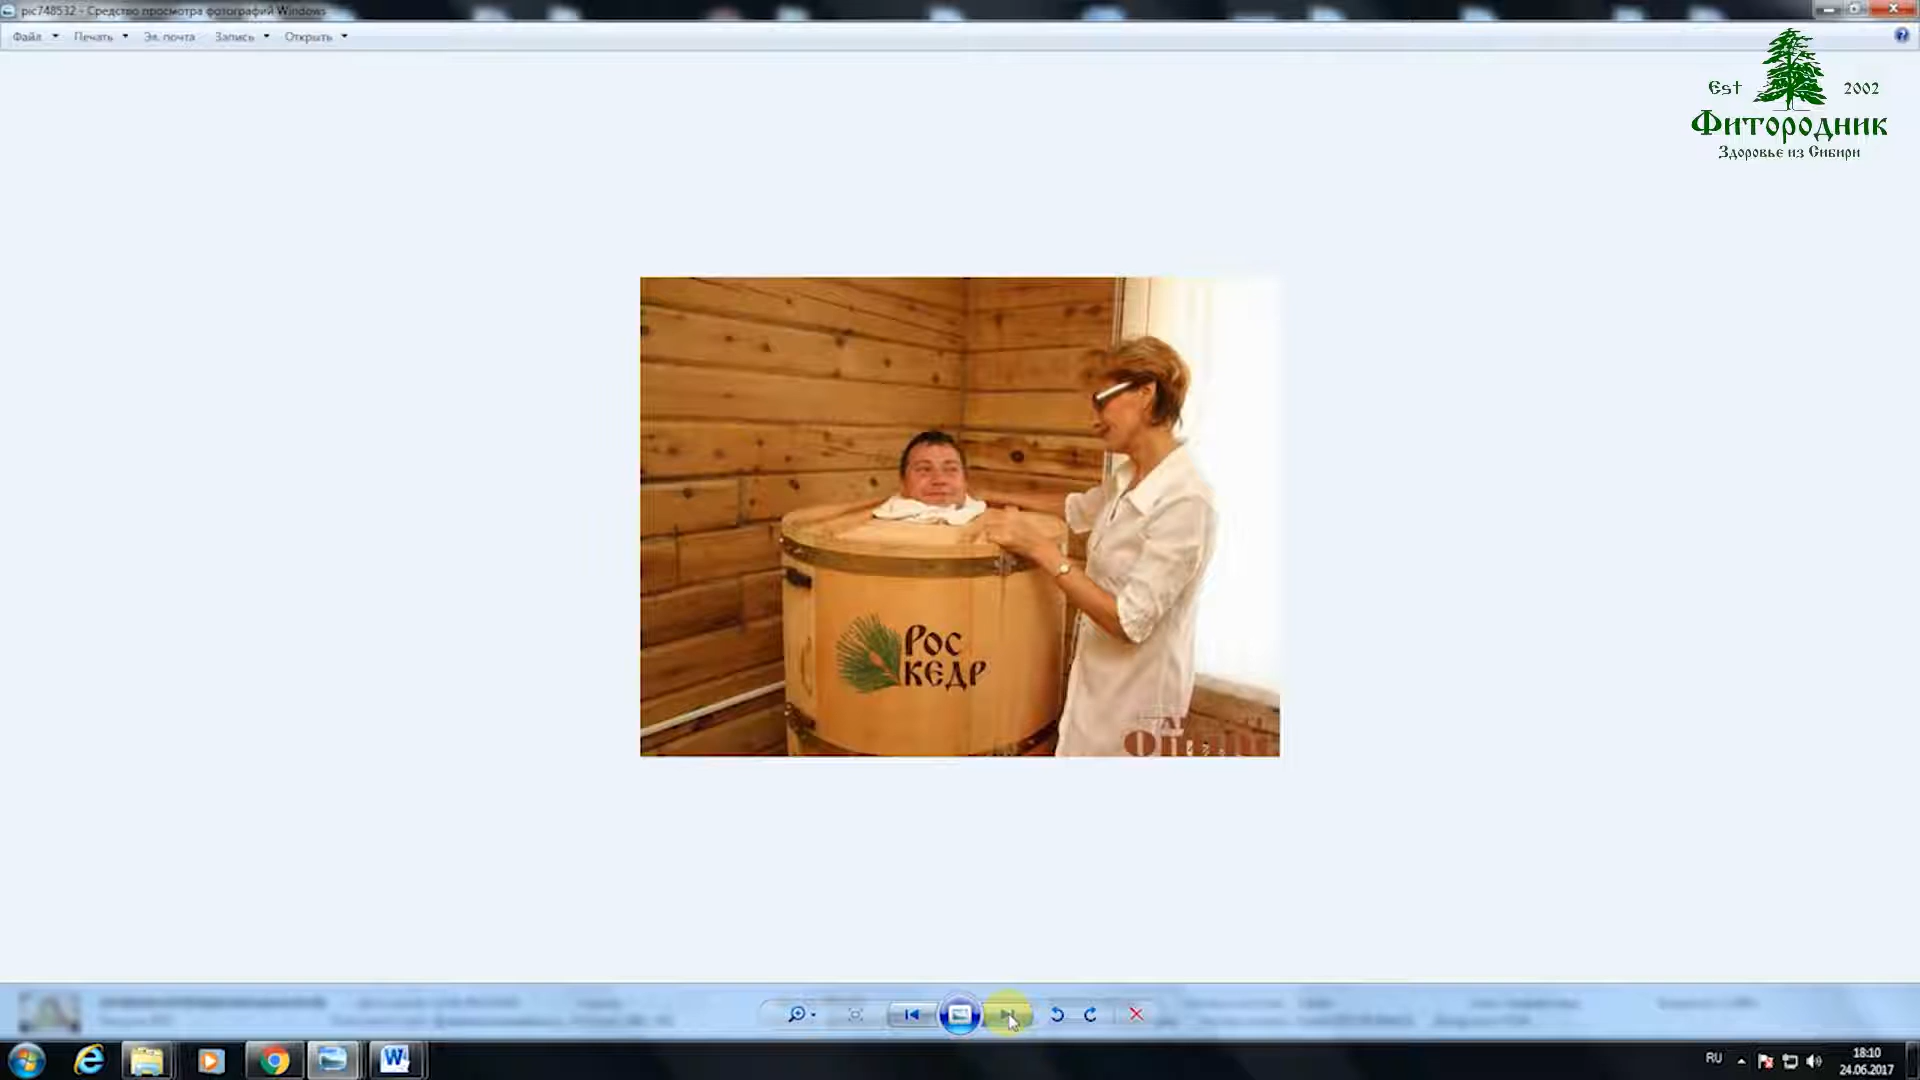 pic748532 - Средство просмотра фотографий Windows
Файл Печать Эл. почта Запись Открыть
Est 2002
Фитородник
Здоровье из Сибири
Рос
кедр
RU
18:10
24.06.2017